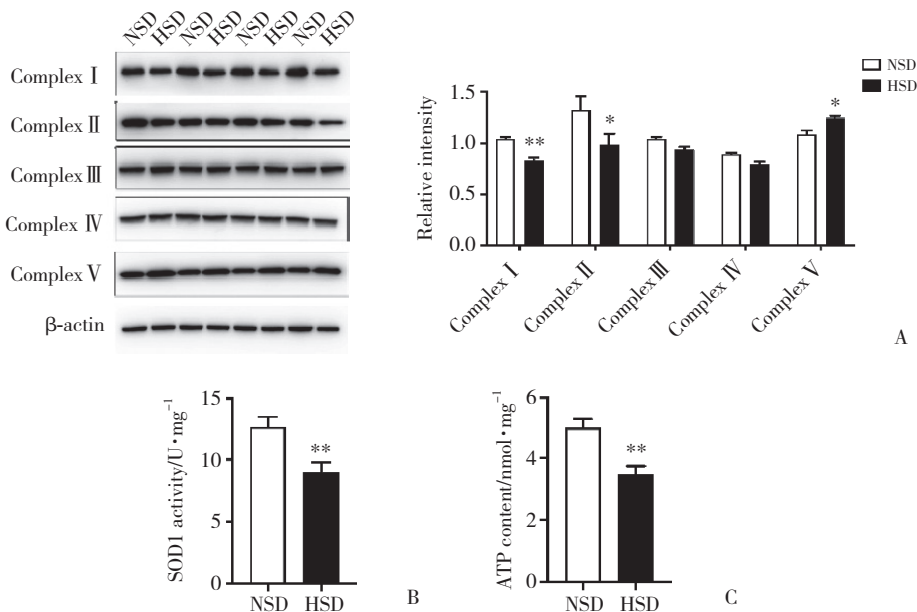 NSD HSD NSD HSD NSD HSD NSD HSD
Complex Ⅰ
Complex Ⅱ
Complex Ⅲ
Complex Ⅳ
Complex Ⅴ
β-actin
NSD
HSD
Relative intensity
1.5
1.0
0.5
0.0
**
*
*
Complex Ⅰ
Complex Ⅱ
Complex Ⅲ
Complex Ⅳ
Complex Ⅴ
A
SOD1 activity/U·mg⁻¹
15
13
10
5
0
**
NSD HSD
B
ATP content/nmol·mg⁻¹
6
4
4
2
0
**
NSD HSD
C